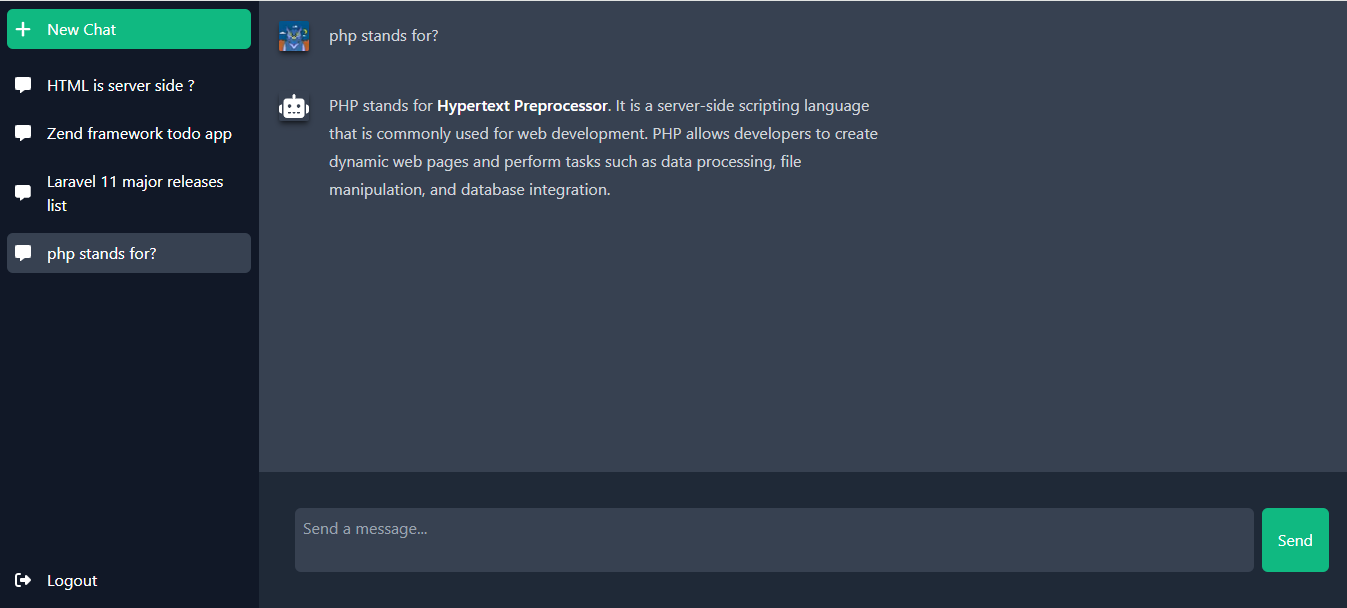 New Chat
HTML is server side ?
Zend framework todo app
Laravel 11 major releases
list
php stands for?
Logout
php stands for?
PHP stands for Hypertext Preprocessor. It is a server-side scripting language
that is commonly used for web development. PHP allows developers to create
dynamic web pages and perform tasks such as data processing, file
manipulation, and database integration.
Send a message...
Send